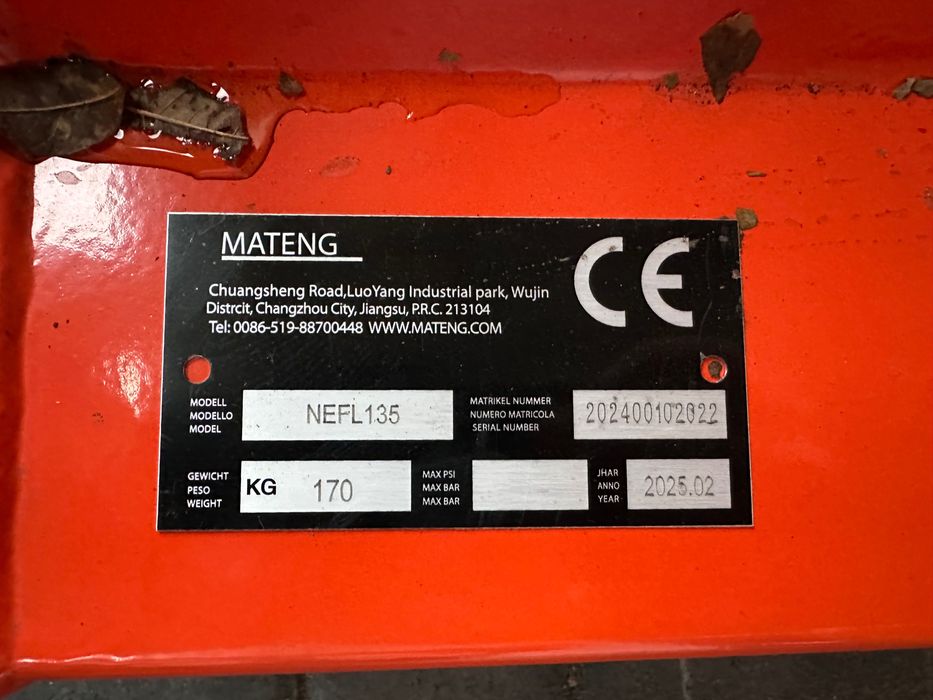 MATENG
CE
Chuangsheng Road,LuoYang Industrial park, Wujin
Distrcit, Changzhou City, Jiangsu, P.R.C. 213104
Tel: 0086-519-88700448 WWW.MATENG.COM
MODELL
MODELLO
MODEL
NEFL135
MATRIKEL NUMMER
NUMERO MATRICOLA
SERIAL NUMBER
202400102022
GEWICHT
PESO
WEIGHT
KG 170
MAX PSI
MAX BAR
MAX BAR
JHAR
ANNO
YEAR
2025.02